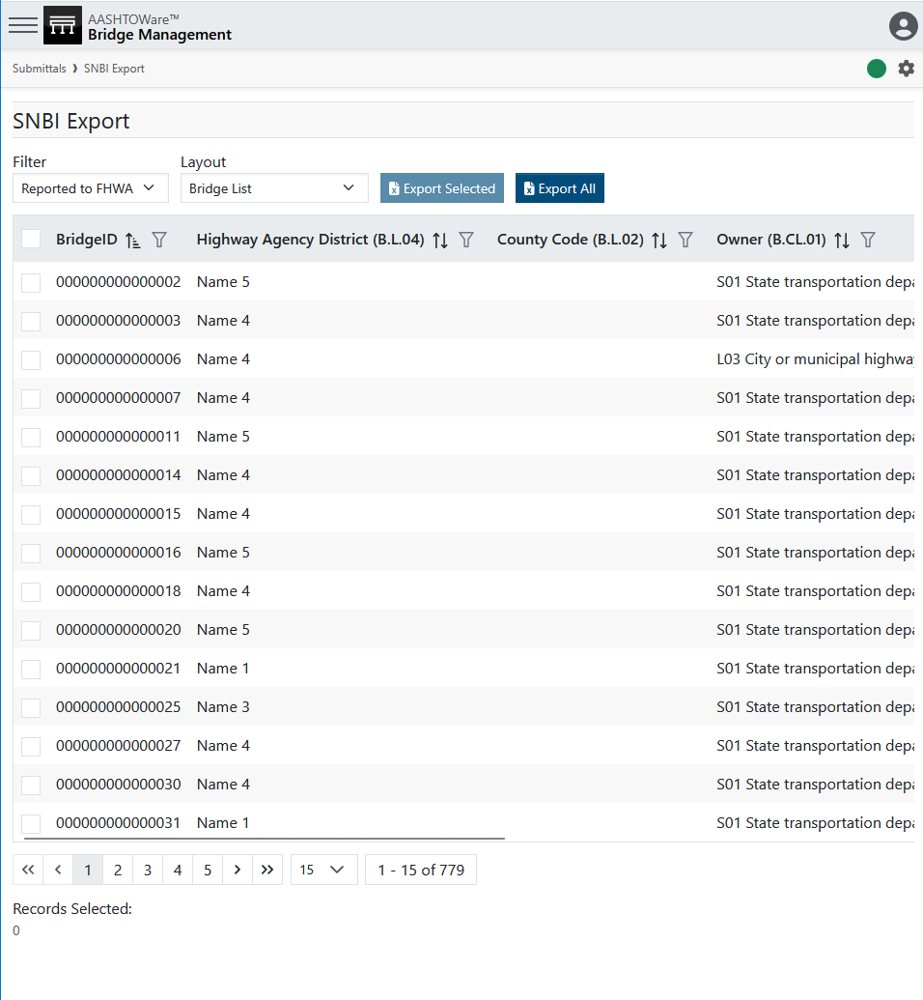 AASHTOWare™
Bridge Management
Submittals ❯ SNBI Export
SNBI Export
Filter Layout
Reported to FHWA Bridge List Export Selected Export All
BridgeID Highway Agency District (B.L.04) County Code (B.L.02) Owner (B.CL.01)
000000000000002 Name 5 S01 State transportation depa
000000000000003 Name 4 S01 State transportation depa
000000000000006 Name 4 L03 City or municipal highway
000000000000007 Name 4 S01 State transportation depa
000000000000011 Name 5 S01 State transportation depa
000000000000014 Name 4 S01 State transportation depa
000000000000015 Name 4 S01 State transportation depa
000000000000016 Name 5 S01 State transportation depa
000000000000018 Name 4 S01 State transportation depa
000000000000020 Name 5 S01 State transportation depa
000000000000021 Name 1 S01 State transportation depa
000000000000025 Name 3 S01 State transportation depa
000000000000027 Name 4 S01 State transportation depa
000000000000030 Name 4 S01 State transportation depa
000000000000031 Name 1 S01 State transportation depa
« ‹ 1 2 3 4 5 › » 15 1 - 15 of 779
Records Selected:
0